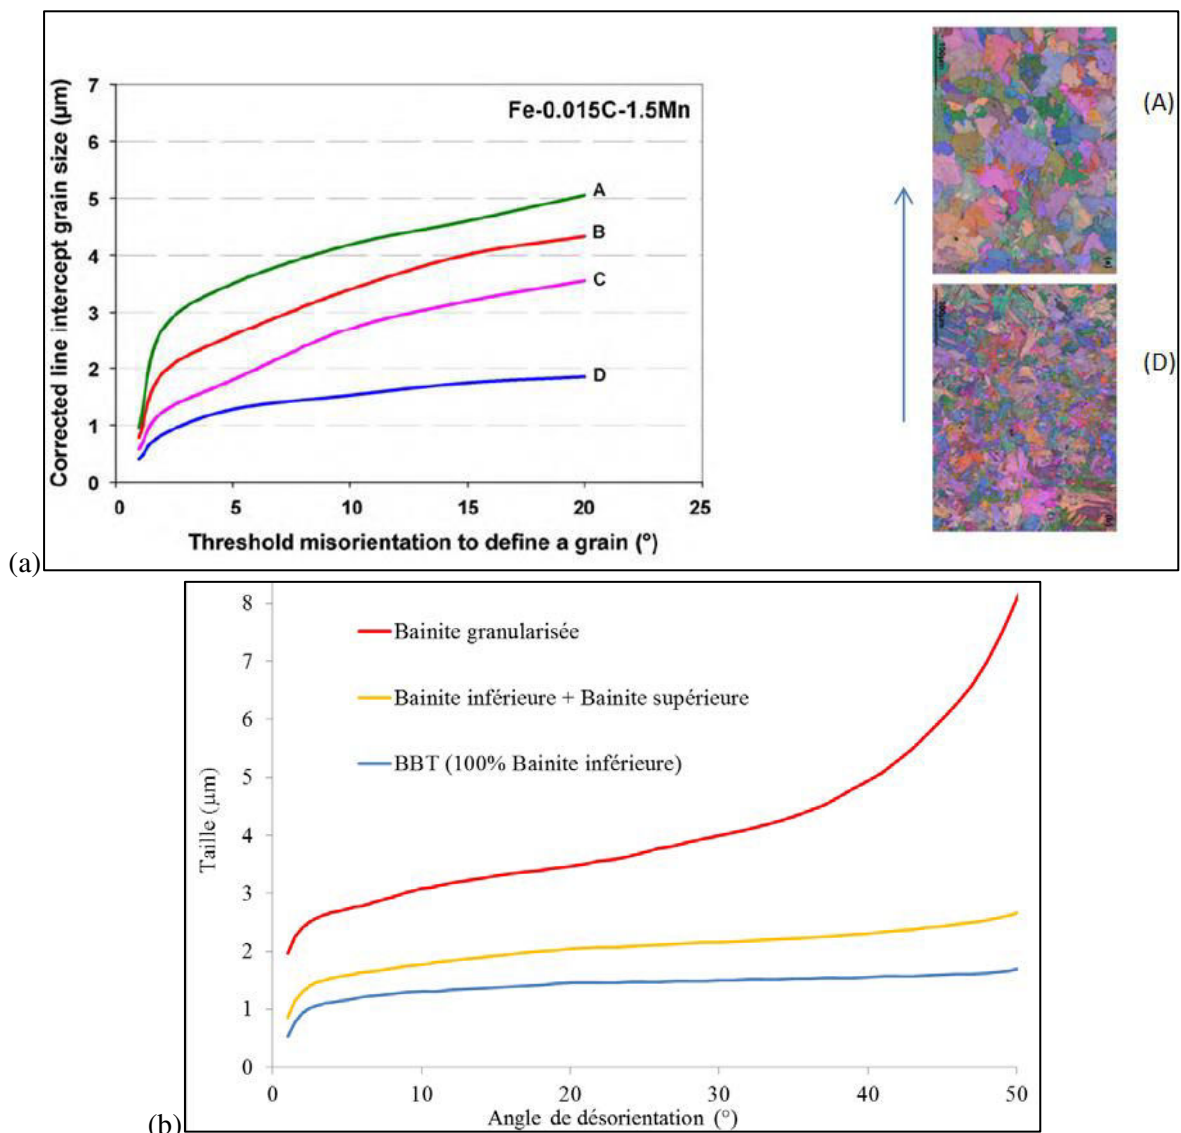 7
6
5
4
3
2
1
0
Corrected line intercept grain size (µm)
Fe-0.015C-1.5Mn
A
B
C
D
0 5 10 15 20 25
Threshold misorientation to define a grain (°)
(A)
(D)
(a)
8
7
6
5
4
3
2
1
0
Taille (µm)
Bainite granularisée
Bainite inférieure + Bainite supérieure
BBT (100% Bainite inférieure)
0 10 20 30 40 50
Angle de désorientation (°)
(b)